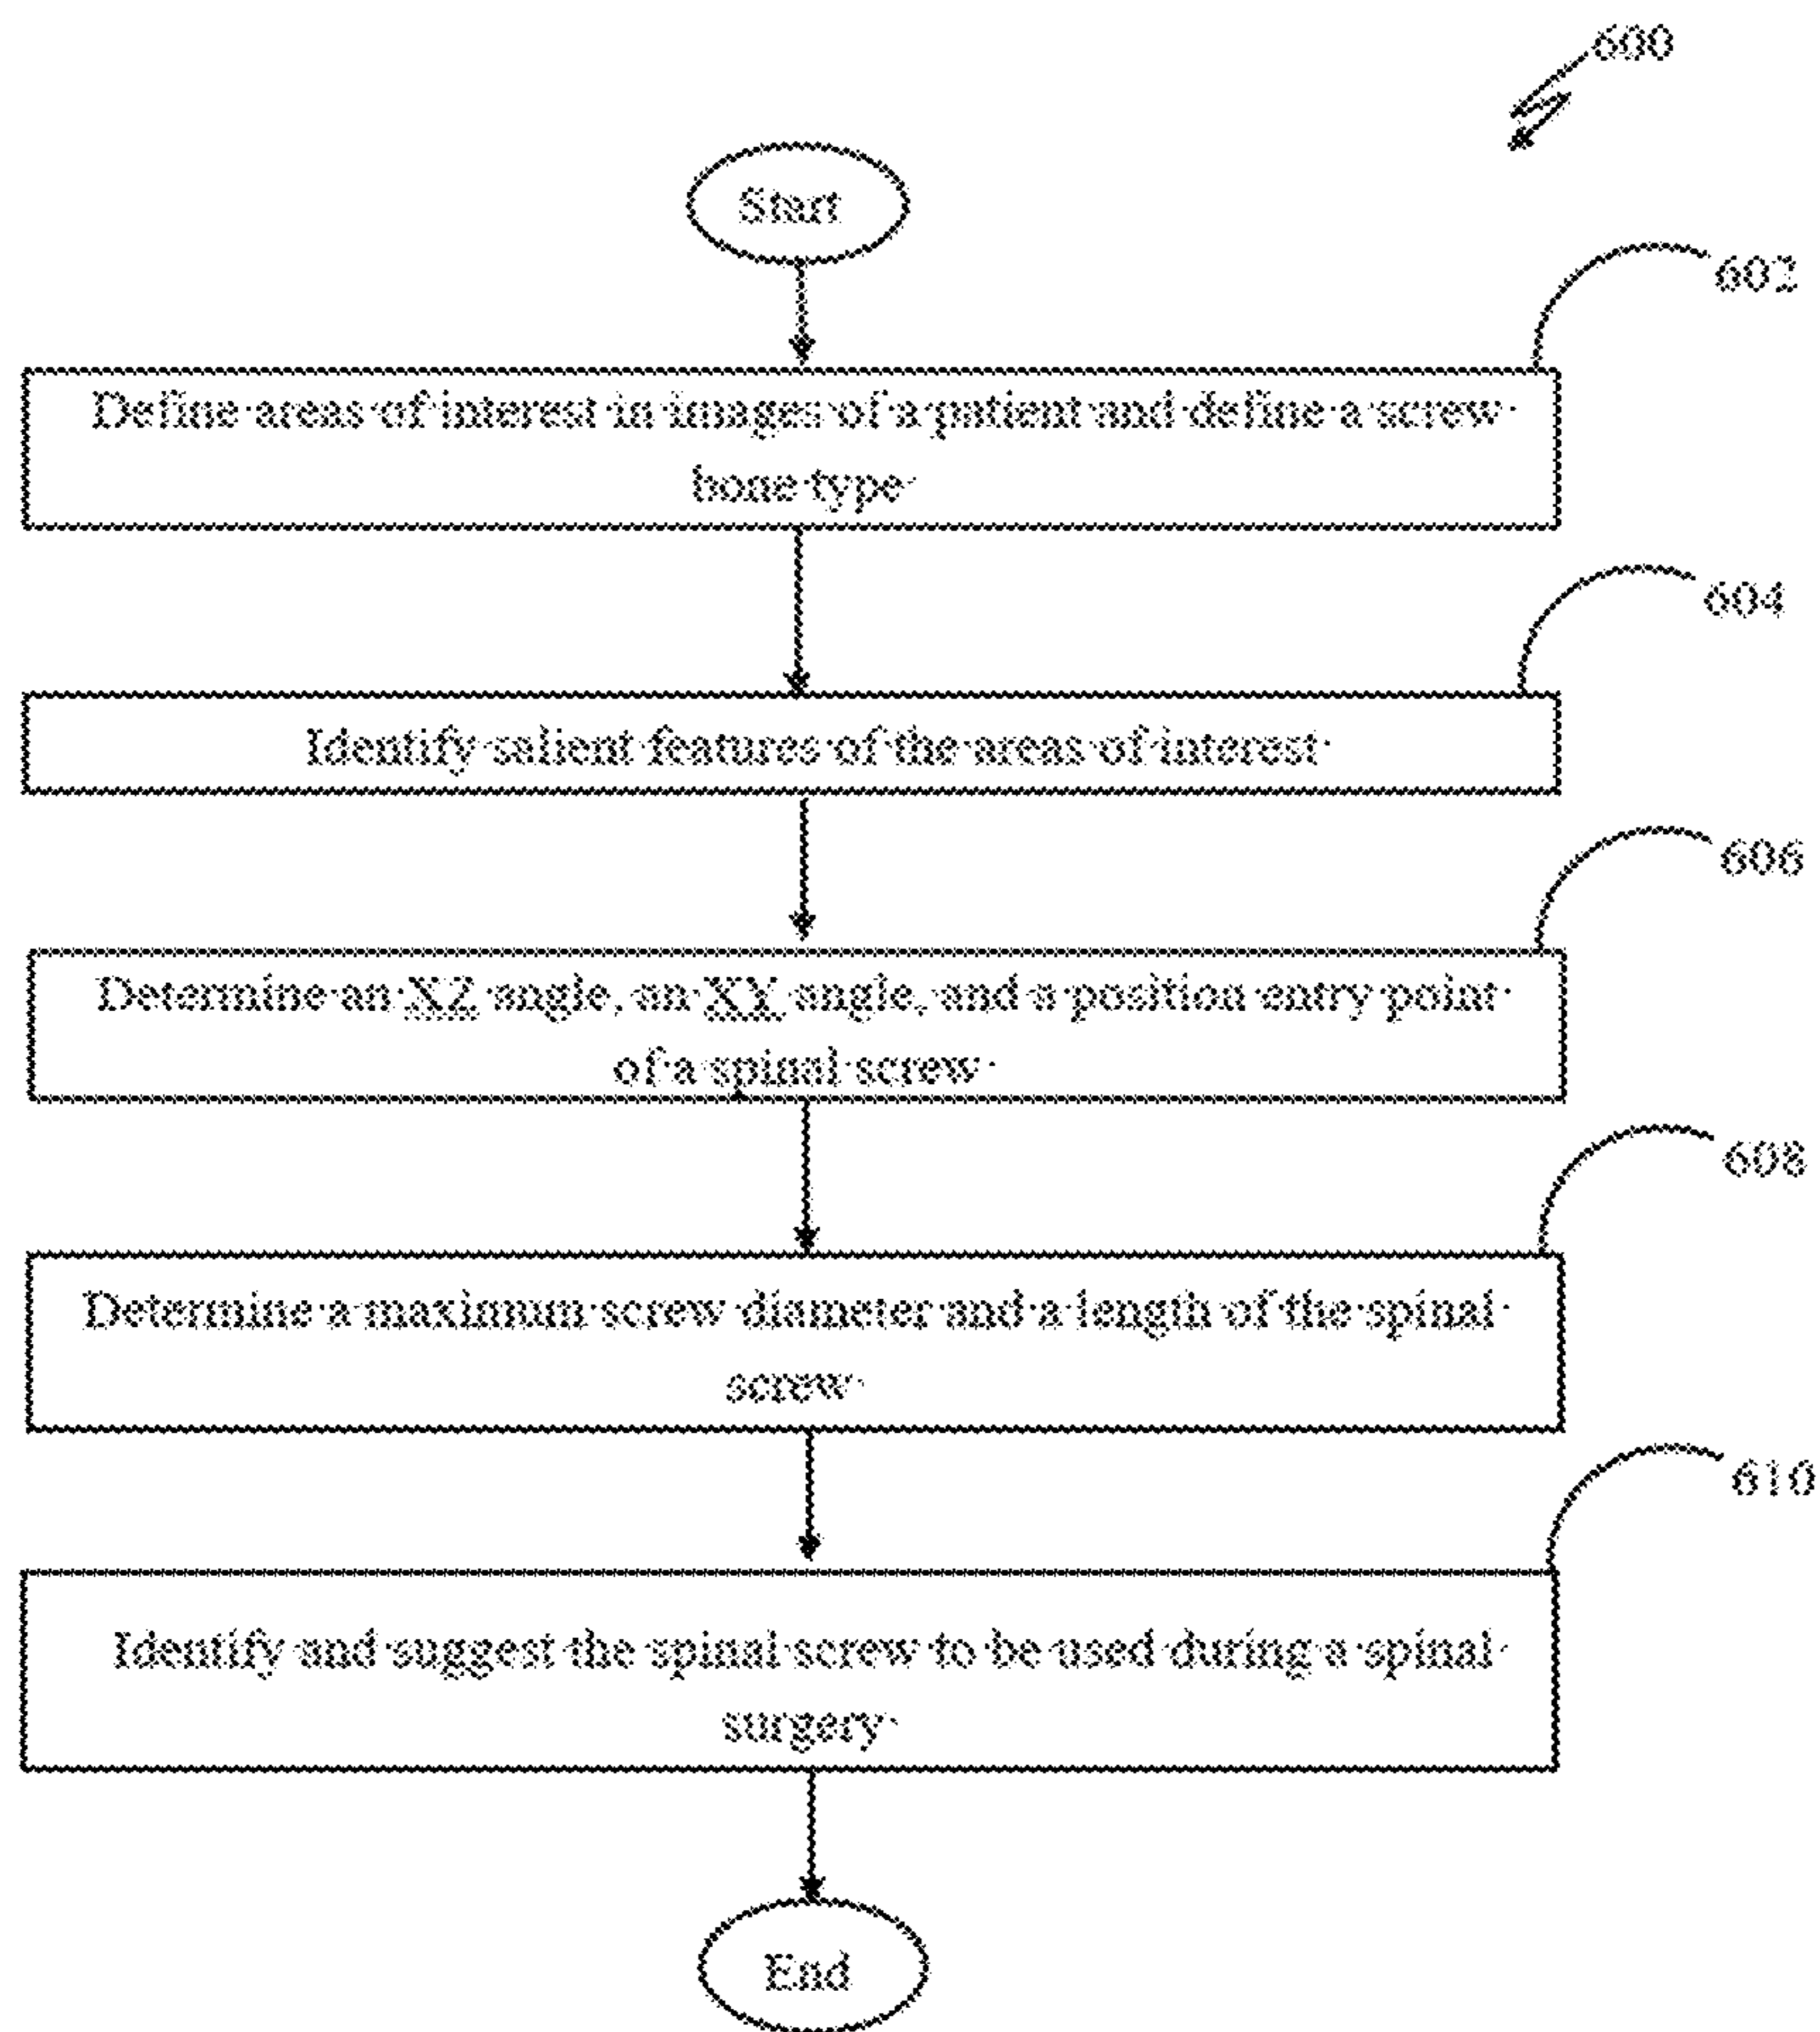 600
Start
602
Define areas of interest in images of a patient and define a screw
bone type
604
Identify salient features of the areas of interest
606
Determine an XZ angle, an XY angle, and a position entry point
of a spinal screw
608
Determine a maximum screw diameter and a length of the spinal
screw
610
Identify and suggest the spinal screw to be used during a spinal
surgery
End